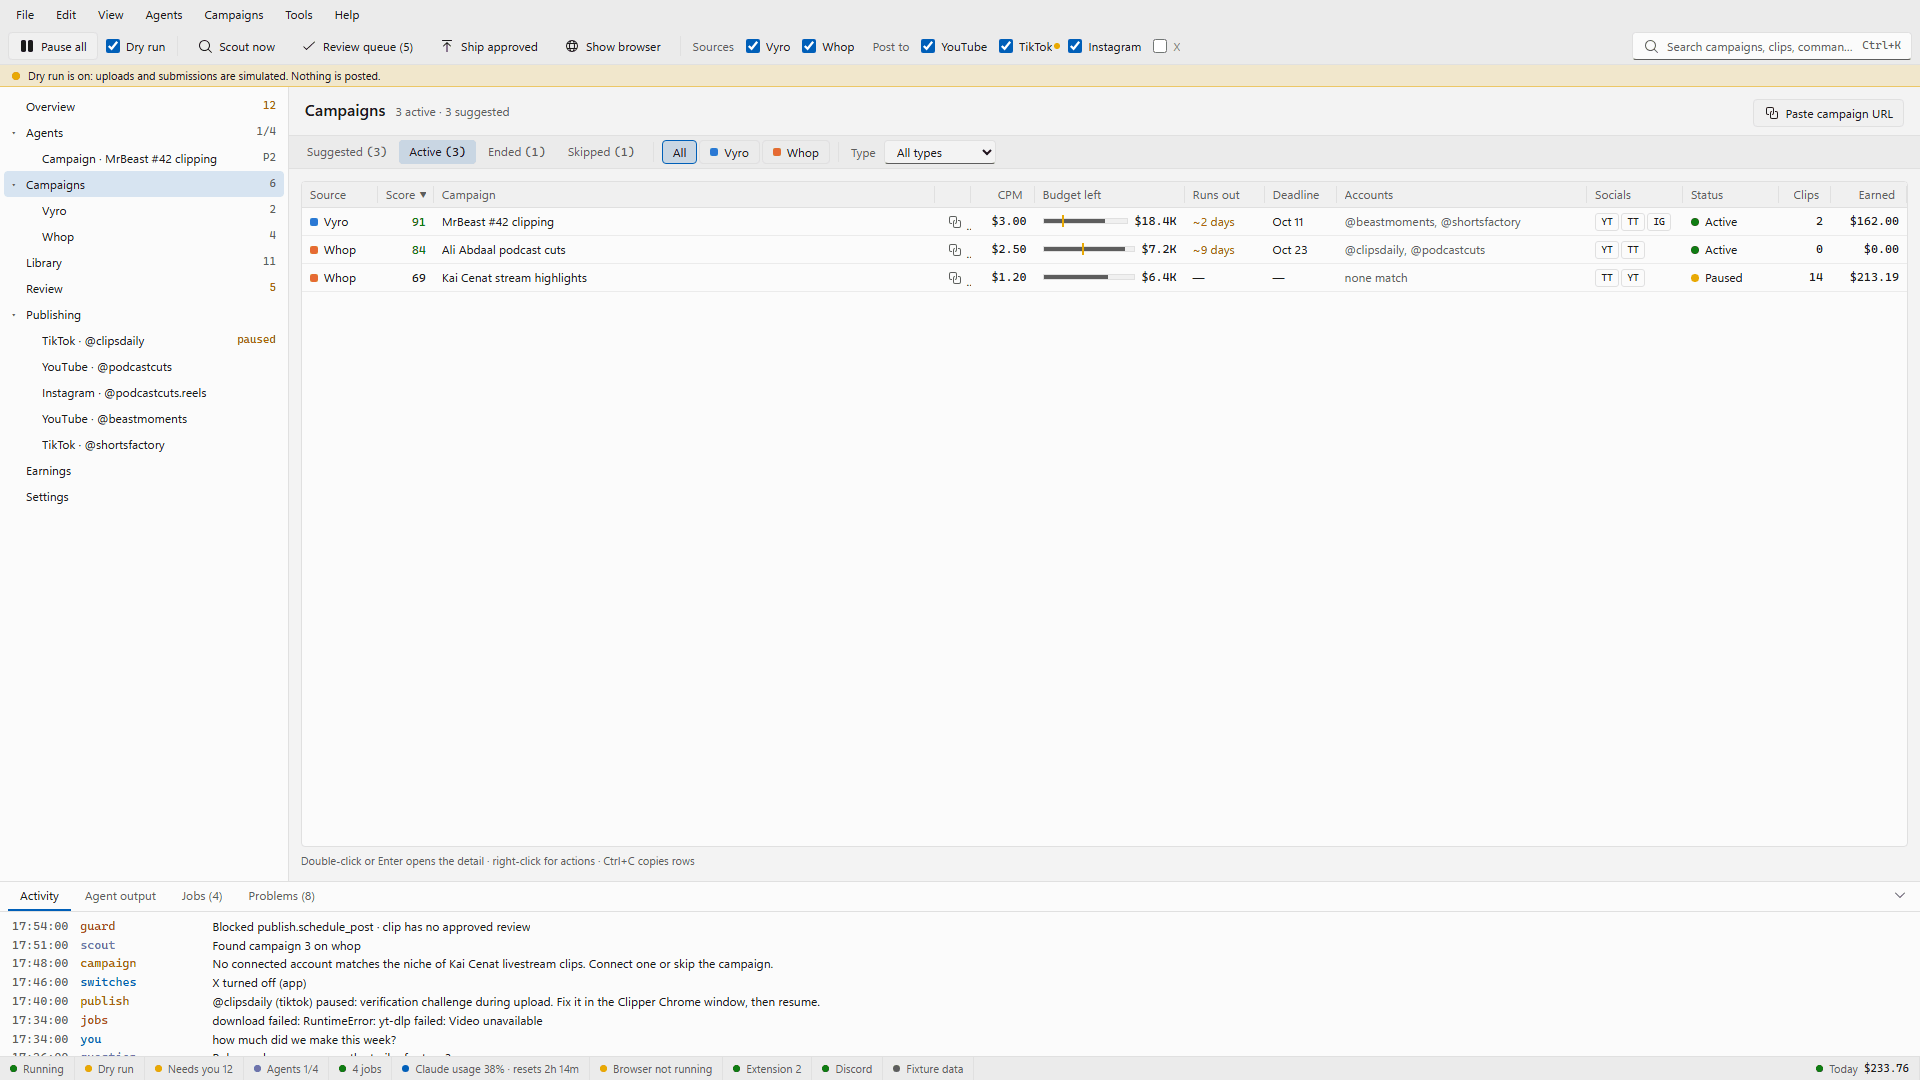 File Edit View Agents Campaigns Tools Help
Pause all Dry run Scout now Review queue (5) Ship approved Show browser Sources Vyro Whop Post to YouTube TikTok Instagram X Search campaigns, clips, comman... Ctrl+K
Dry run is on: uploads and submissions are simulated. Nothing is posted.
Overview 12
Agents 1/4
Campaign · MrBeast #42 clipping P2
Campaigns 6
Vyro 2
Whop 4
Library 11
Review 5
Publishing
TikTok · @clipsdaily paused
YouTube · @podcastcuts
Instagram · @podcastcuts.reels
YouTube · @beastmoments
TikTok · @shortsfactory
Earnings
Settings
Campaigns 3 active · 3 suggested Paste campaign URL
Suggested (3) Active (3) Ended (1) Skipped (1) All Vyro Whop Type All types
Source Score ▼ Campaign CPM Budget left Runs out Deadline Accounts Socials Status Clips Earned
Vyro 91 MrBeast #42 clipping .. $3.00 $18.4K ~2 days Oct 11 @beastmoments, @shortsfactory YT TT IG Active 2 $162.00
Whop 84 Ali Abdaal podcast cuts .. $2.50 $7.2K ~9 days Oct 23 @clipsdaily, @podcastcuts YT TT Active 0 $0.00
Whop 69 Kai Cenat stream highlights .. $1.20 $6.4K — — none match TT YT Paused 14 $213.19
Double-click or Enter opens the detail · right-click for actions · Ctrl+C copies rows
Activity Agent output Jobs (4) Problems (8)
17:54:00 guard Blocked publish.schedule_post · clip has no approved review
17:51:00 scout Found campaign 3 on whop
17:48:00 campaign No connected account matches the niche of Kai Cenat livestream clips. Connect one or skip the campaign.
17:46:00 switches X turned off (app)
17:40:00 publish @clipsdaily (tiktok) paused: verification challenge during upload. Fix it in the Clipper Chrome window, then resume.
17:34:00 jobs download failed: RuntimeError: yt-dlp failed: Video unavailable
17:34:00 you how much did we make this week?
Running Dry run Needs you 12 Agents 1/4 4 jobs Claude usage 38% · resets 2h 14m Browser not running Extension 2 Discord Fixture data Today $233.76